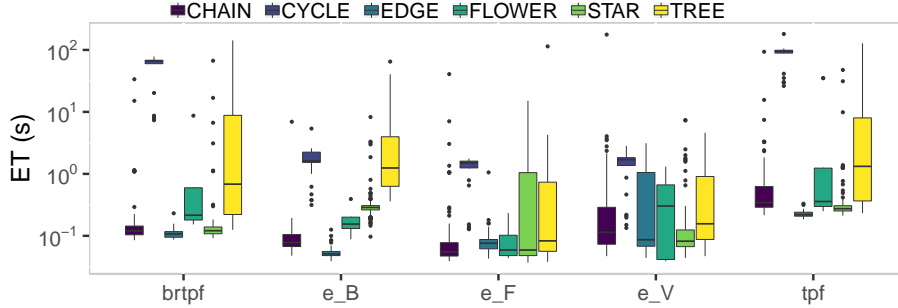 CHAIN CYCLE EDGE FLOWER STAR TREE
ET (s)
10²
10¹
10⁰
10⁻¹
brtpf e_B e_F e_V tpf